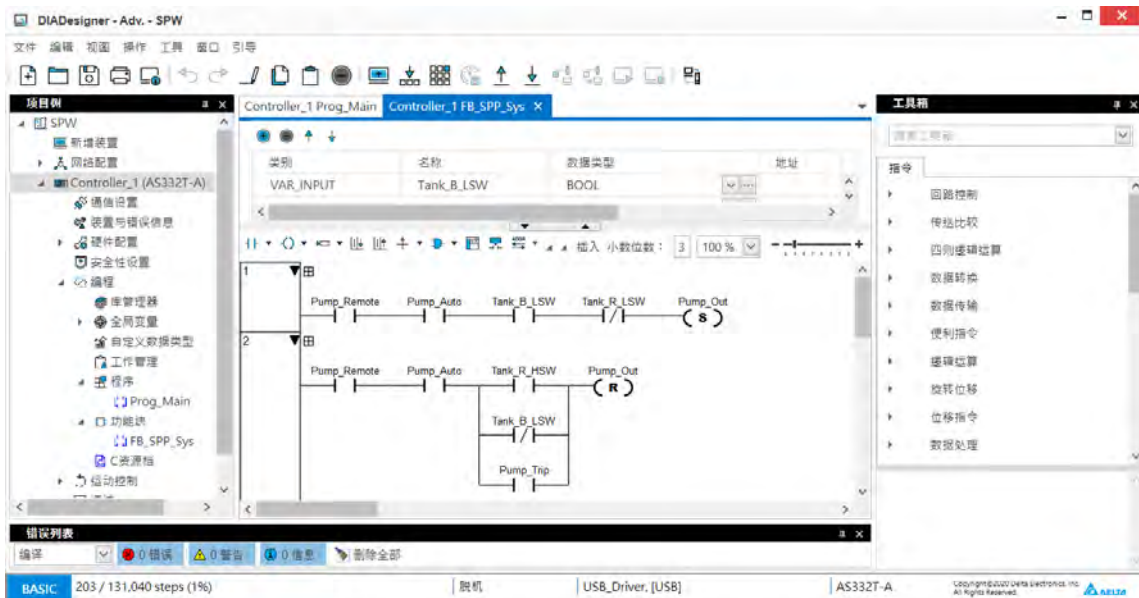 DIADesigner - Adv. - SPW
文件 编辑 视图 操作 工具 窗口 引导
项目树
SPW
新增装置
网络配置
Controller_1 (AS332T-A)
通信设置
装置与错误信息
硬件配置
安全性设置
编程
库管理器
全局变量
自定义数据类型
工作管理
程序
Prog_Main
功能块
FB_SPP_Sys
C资源档
运动控制
Controller_1 Prog_Main Controller_1 FB_SPP_Sys
类别 名称 数据类型 地址
VAR_INPUT Tank_B_LSW BOOL
插入 小数位数: 3 100 %
1
Pump_Remote Pump_Auto Tank_B_LSW Tank_R_LSW Pump_Out
S
2
Pump_Remote Pump_Auto Tank_R_HSW Pump_Out
R
Tank_B_LSW
Pump_Trip
工具箱
指令
回路控制
传送比较
四则逻辑运算
数据转换
数据传输
便利指令
逻辑运算
旋转位移
位移指令
数据处理
错误列表
编译 0 错误 0 警告 0 信息 删除全部
BASIC 203 / 131,040 steps (1%) 脱机 USB_Driver, [USB] AS332T-A Copyright©2020 Delta Electronics, Inc. All Rights Reserved. DELTA